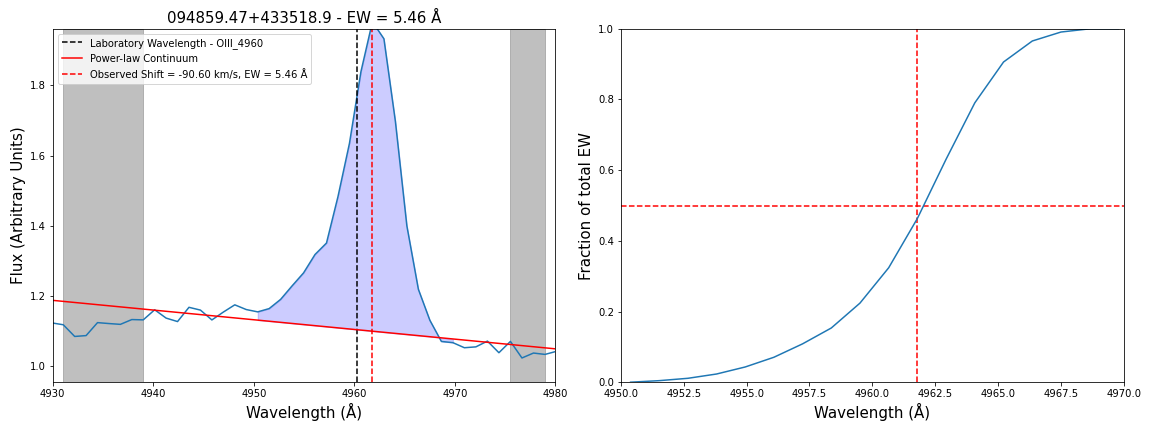 094859.47+433518.9 - EW = 5.46 Å
Laboratory Wavelength - OIII_4960
Power-law Continuum
Observed Shift = -90.60 km/s, EW = 5.46 Å
Flux (Arbitrary Units)
1.8
1.6
1.4
1.2
1.0
4930 4940 4950 4960 4970 4980
Wavelength (Å)
Fraction of total EW
1.0
0.8
0.6
0.4
0.2
0.0
4950.0 4952.5 4955.0 4957.5 4960.0 4962.5 4965.0 4967.5 4970.0
Wavelength (Å)